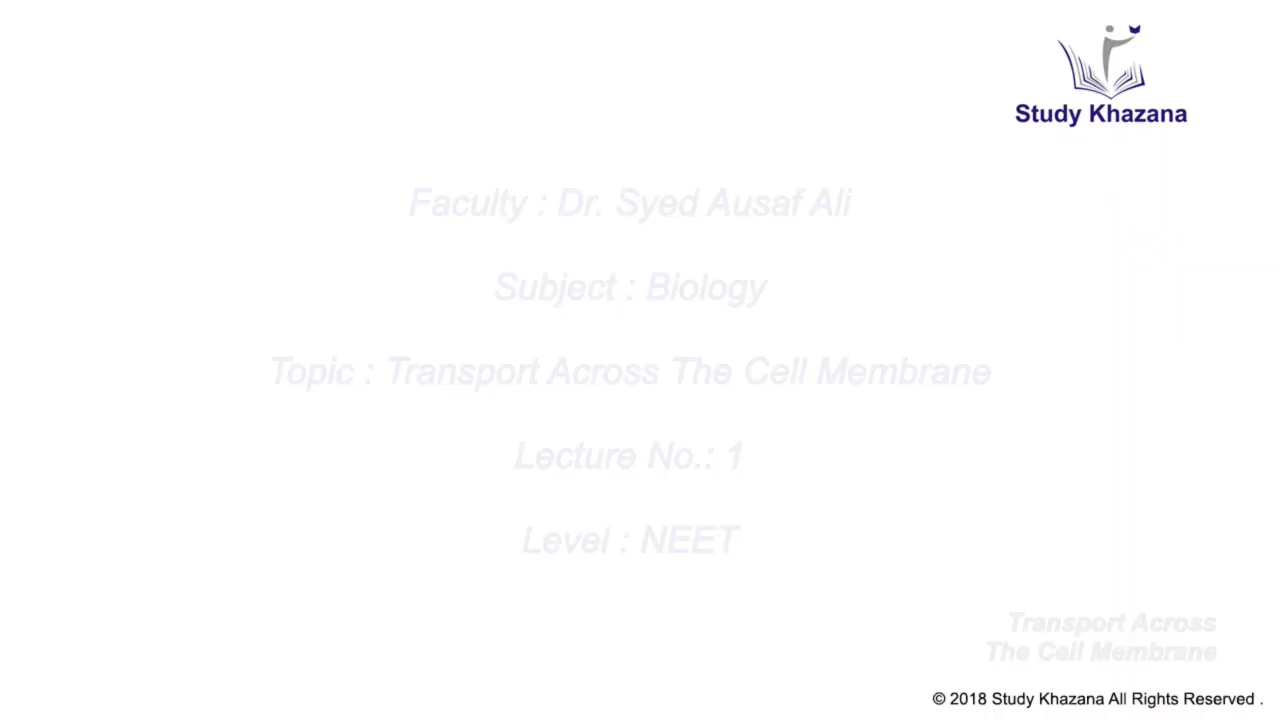 Study Khazana
Faculty : Dr. Syed Ausaf Ali
Subject : Biology
Topic : Transport Across The Cell Membrane
Lecture No.: 1
Level : NEET
Transport Across
The Cell Membrane
© 2018 Study Khazana All Rights Reserved .